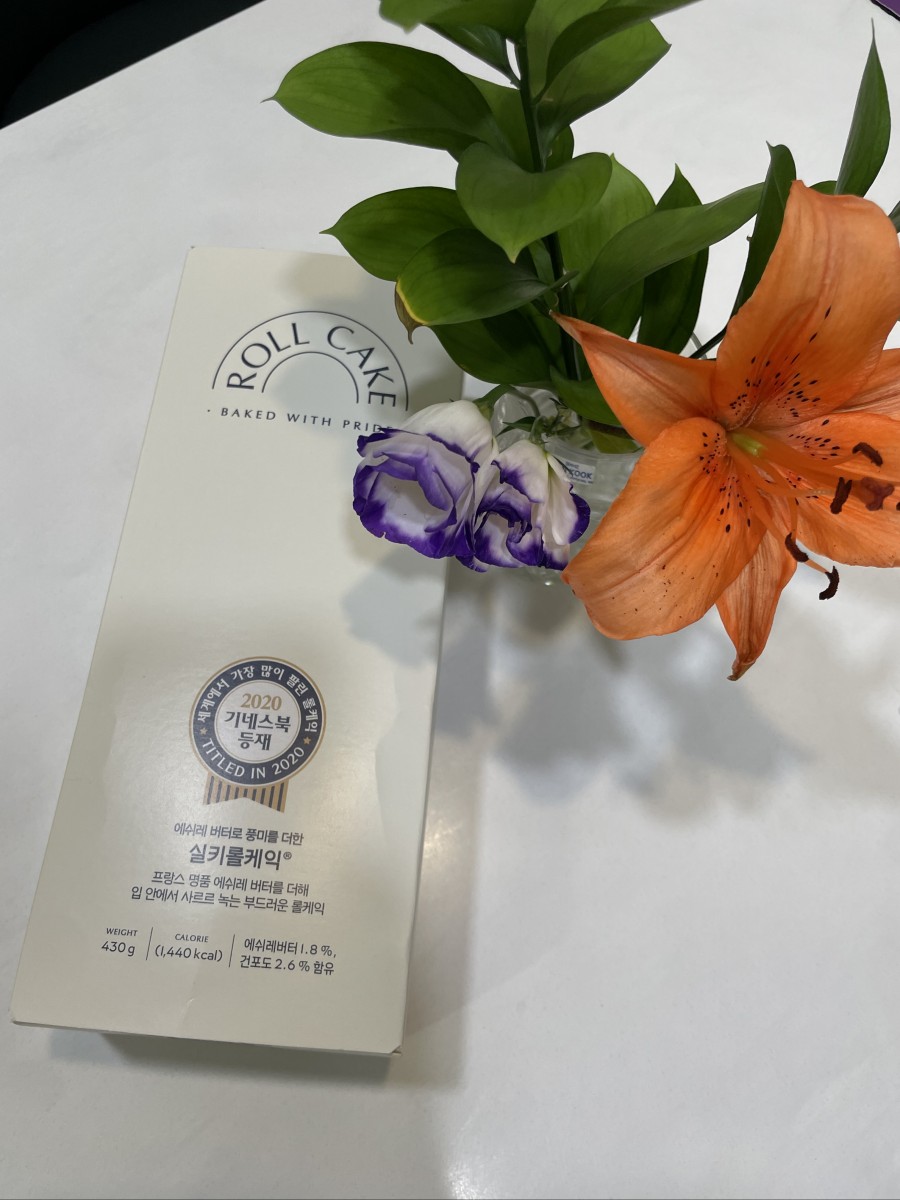 ROLL CAKE
· BAKED WITH PRIDE
COOK
세계에서 가장 많이 팔린 롤케익
2020
기네스북
등재
TITLED IN 2020
에쉬레 버터로 풍미를 더한
실키롤케익®
프랑스 명품 에쉬레 버터를 더해
입 안에서 사르르 녹는 부드러운 롤케익
WEIGHT
430g
CALORIE
(1,440 kcal)
에쉬레버터 1.8 %,
건포도 2.6 % 함유